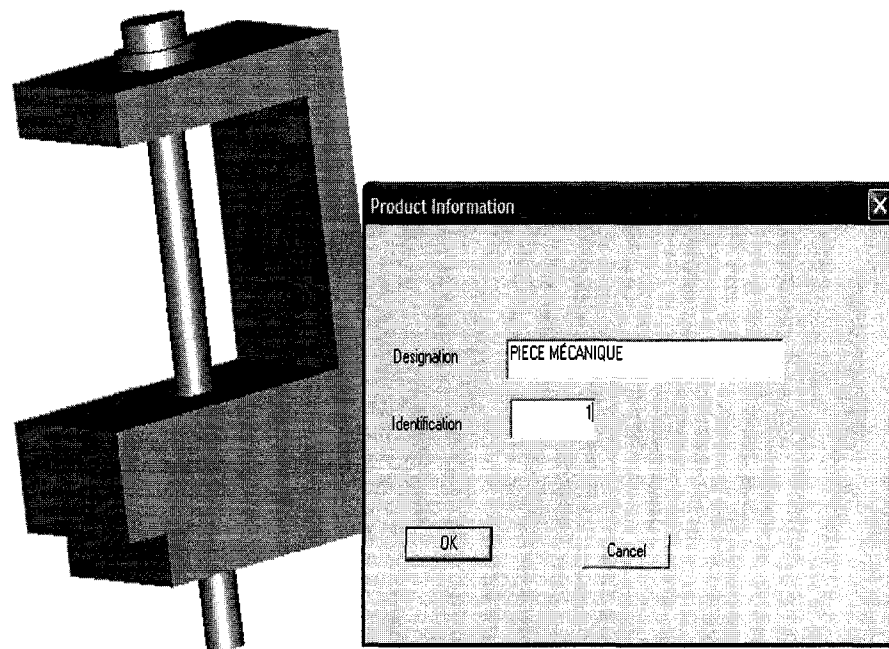 Product Information
X
Designation
PIECE MÉCANIQUE
Identification
1
OK
Cancel